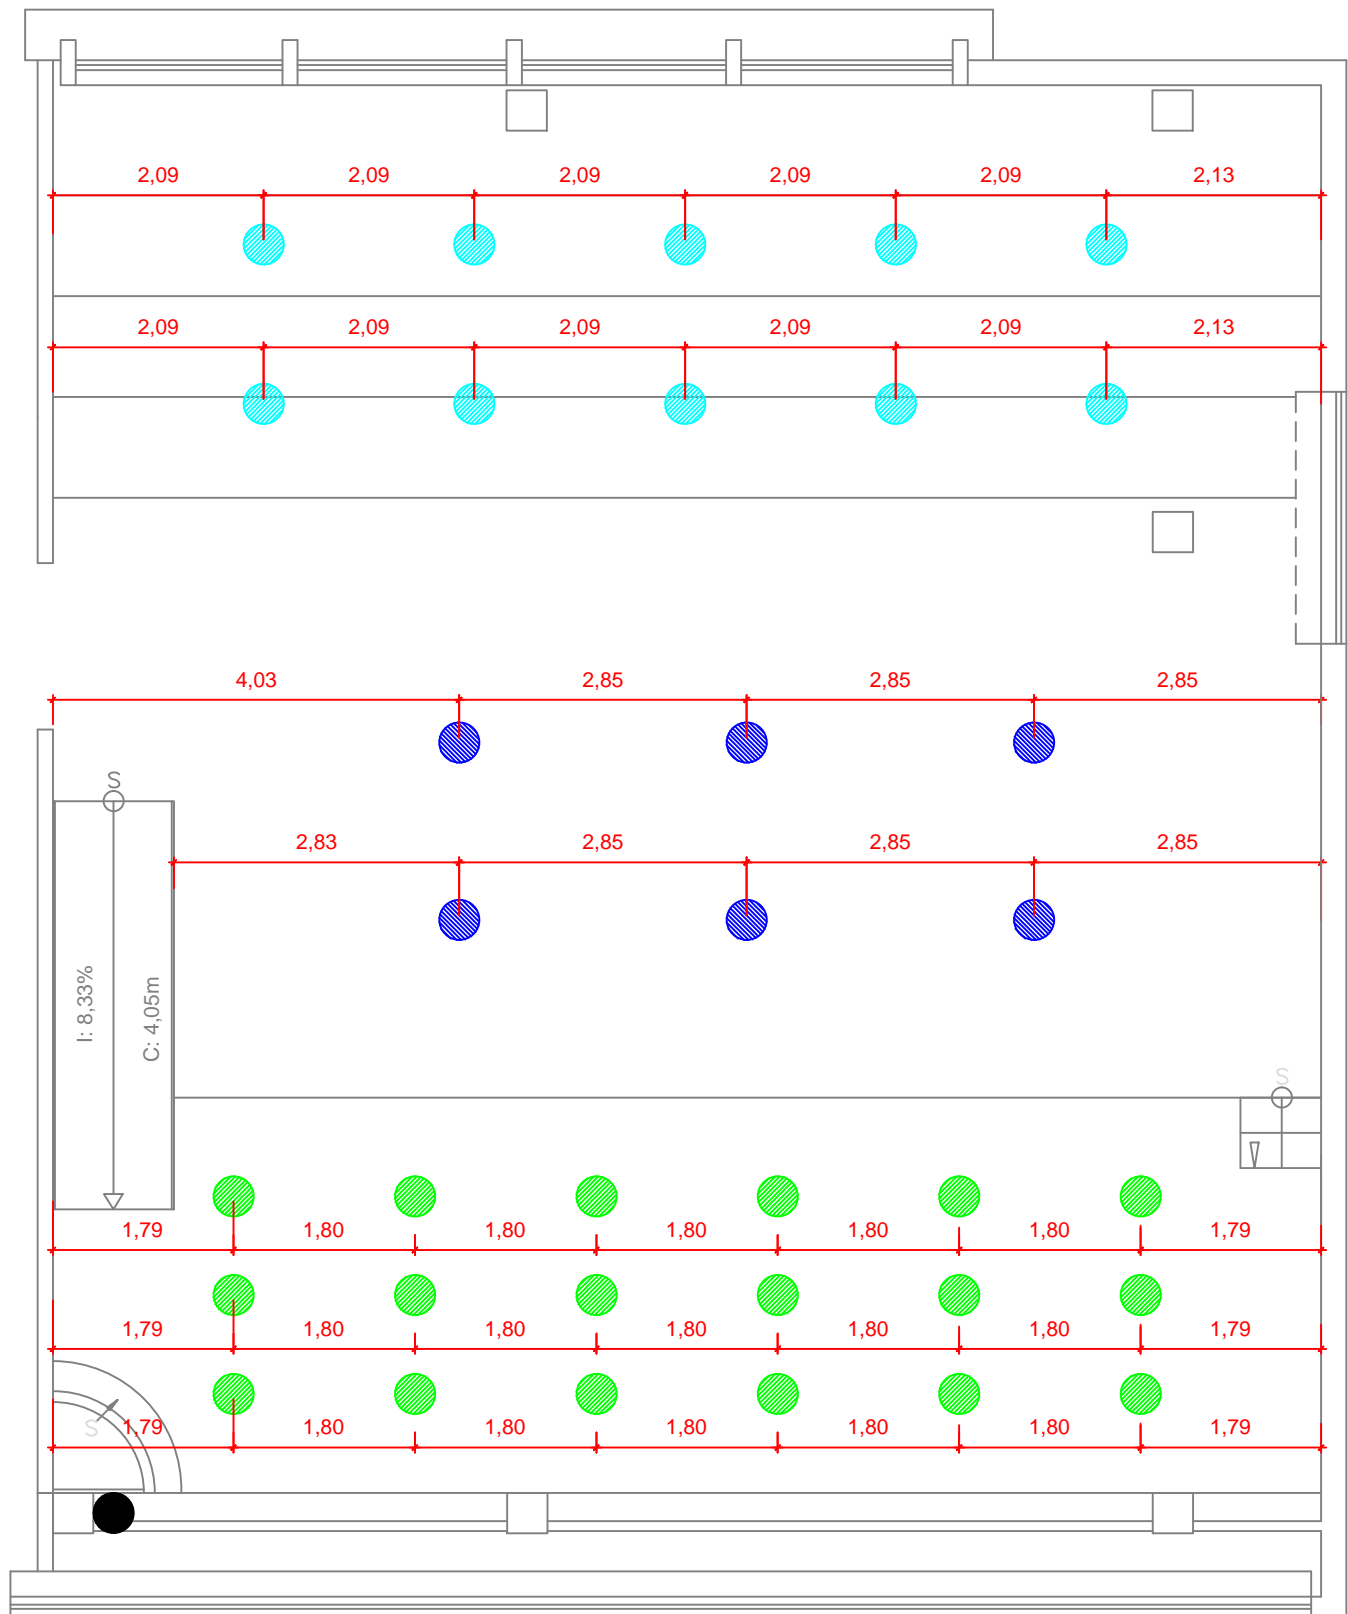 2,09 2,09 2,09 2,09 2,09 2,13
2,09 2,09 2,09 2,09 2,09 2,13
4,03 2,85 2,85 2,85
S
2,83 2,85 2,85 2,85
I: 8,33%
C: 4,05m
S
1,79 1,80 1,80 1,80 1,80 1,80 1,79
1,79 1,80 1,80 1,80 1,80 1,80 1,79
S 1,79 1,80 1,80 1,80 1,80 1,80 1,79